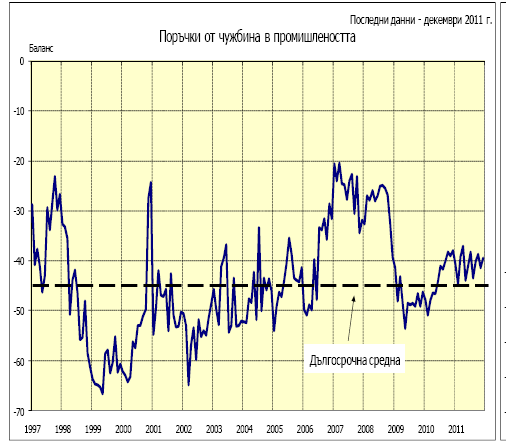 Последни данни - декември 2011 г.
Поръчки от чужбина в промишлеността
Баланс
0
-10
-20
-30
-40
-50
-60
-70
Дългосрочна средна
1997 1998 1999 2000 2001 2002 2003 2004 2005 2006 2007 2008 2009 2010 2011